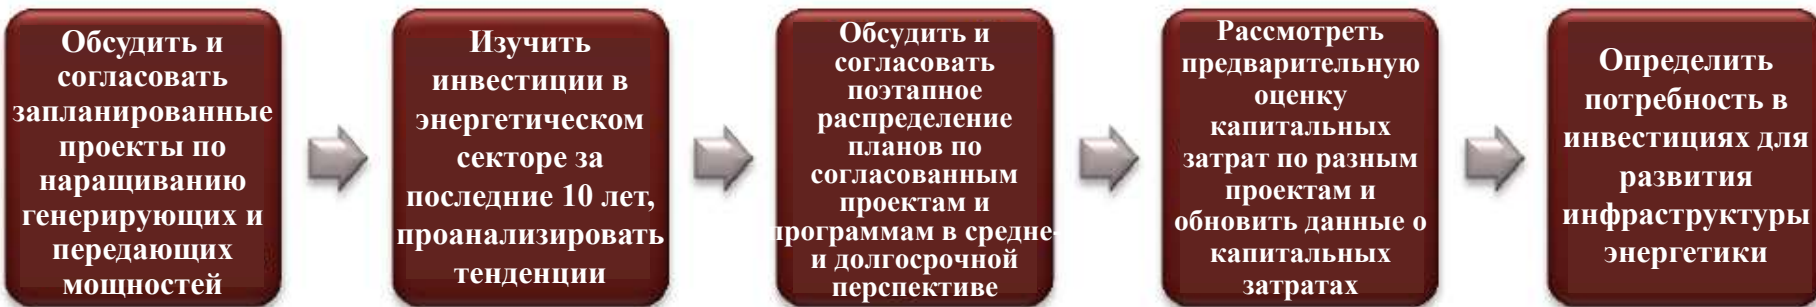 Обсудить и
согласовать
запланированные
проекты по
наращиванию
генерирующих и
передающих
мощностей
Изучить
инвестиции в
энергетическом
секторе за
последние 10 лет,
проанализировать
тенденции
Обсудить и
согласовать
поэтапное
распределение
планов по
согласованным
проектам и
программам в средне-
и долгосрочной
перспективе
Рассмотреть
предварительную
оценку
капитальных
затрат по разным
проектам и
обновить данные о
капитальных
затратах
Определить
потребность в
инвестициях для
развития
инфраструктуры
энергетики